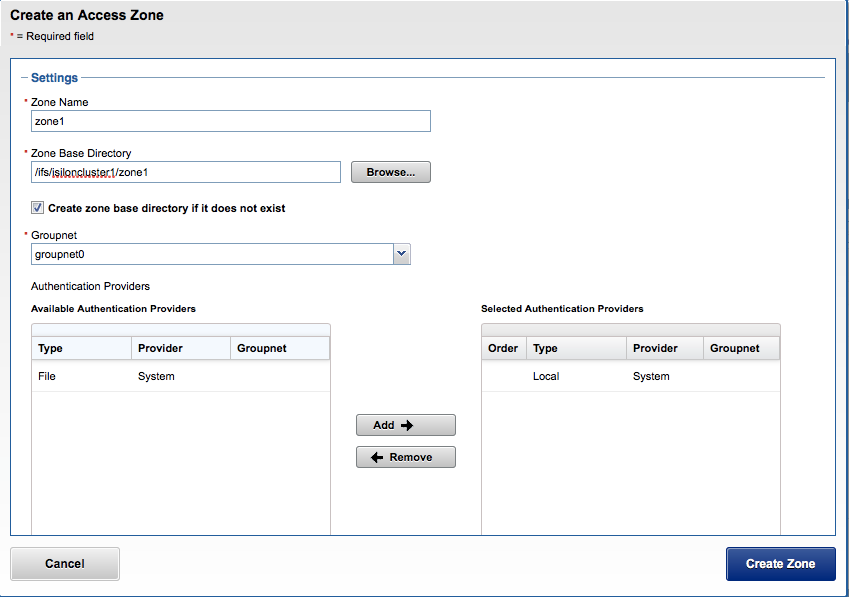 Create an Access Zone
* = Required field
Settings
* Zone Name
zone1
* Zone Base Directory
/ifs/isiloncluster1/zone1 Browse...
Create zone base directory if it does not exist
* Groupnet
groupnet0
Authentication Providers
Available Authentication Providers Selected Authentication Providers
Type Provider Groupnet Order Type Provider Groupnet
File System Local System
Add
Remove
Cancel Create Zone